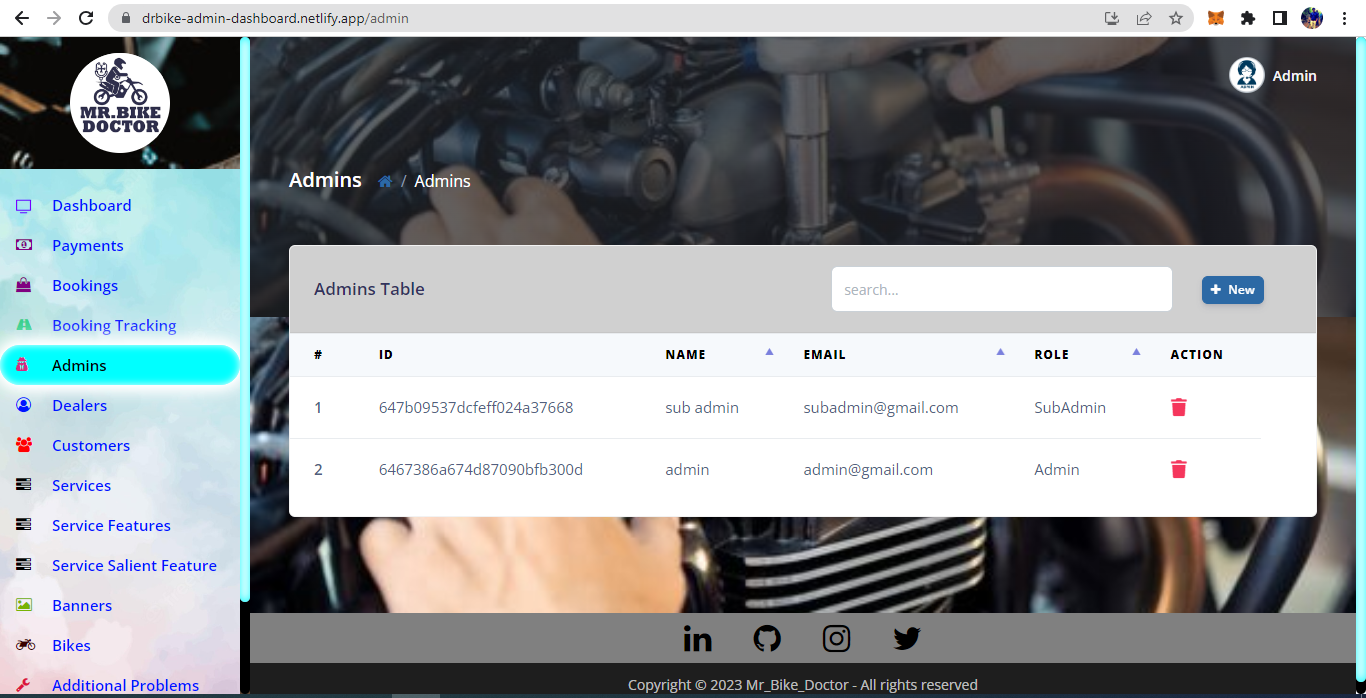 drbike-admin-dashboard.netlify.app/admin
MR.BIKE
DOCTOR
Admin
Admins / Admins
Dashboard
Payments
Bookings
Booking Tracking
Admins
Dealers
Customers
Services
Service Features
Service Salient Feature
Banners
Bikes
Additional Problems
Admins Table search... + New
# ID NAME EMAIL ROLE ACTION
1 647b09537dcfeff024a37668 sub admin subadmin@gmail.com SubAdmin
2 6467386a674d87090bfb300d admin admin@gmail.com Admin
Copyright © 2023 Mr_Bike_Doctor - All rights reserved